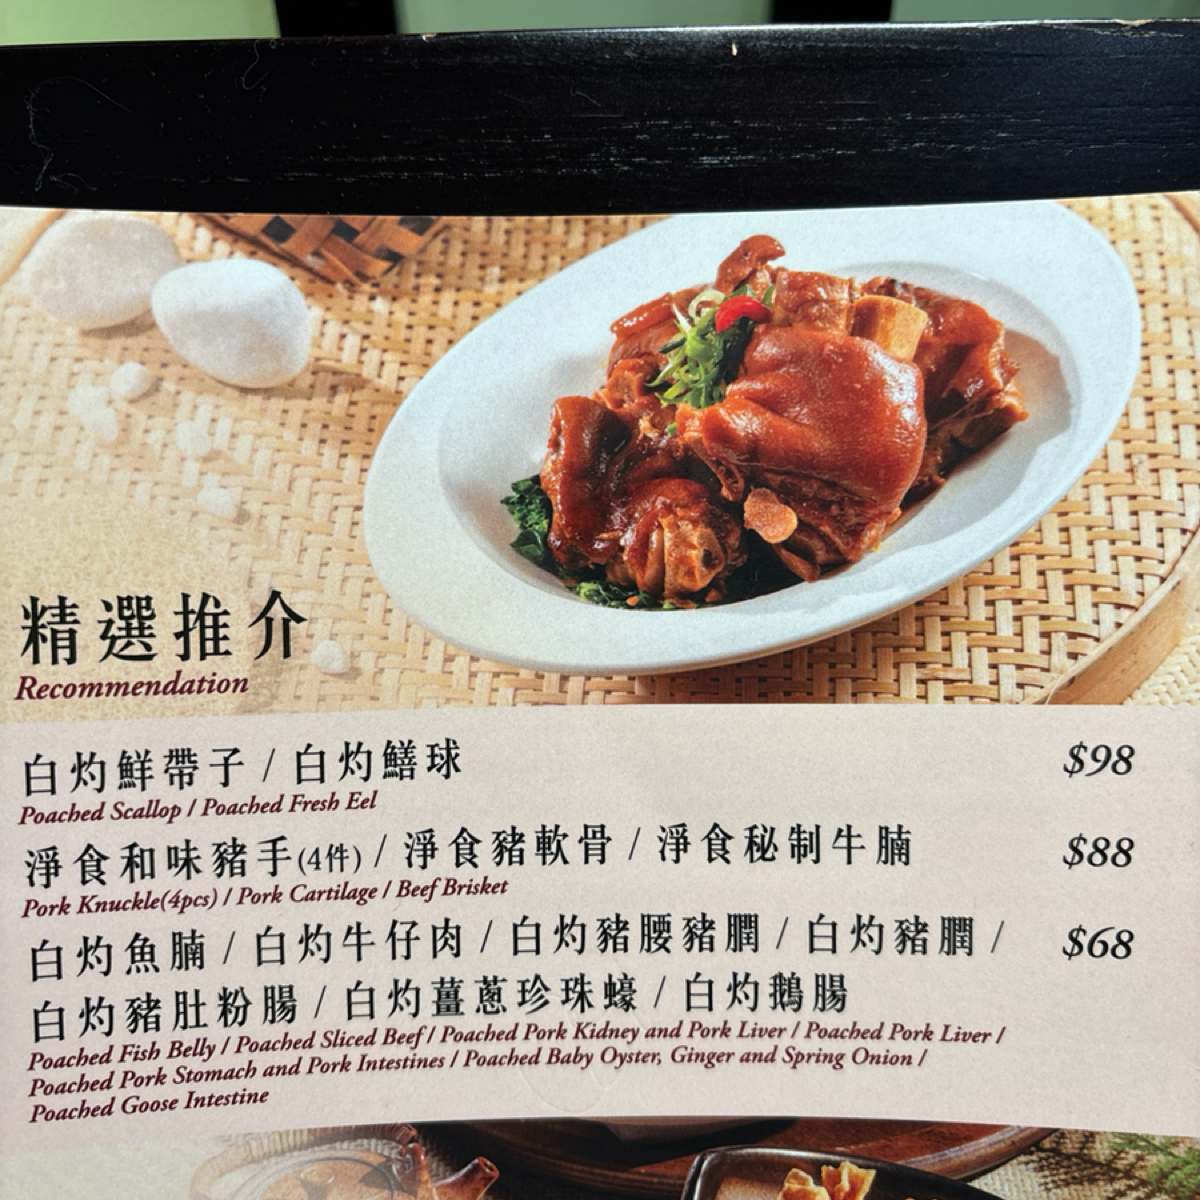 精選推介
Recommendation
白灼鮮帶子 / 白灼鱔球 $98
Poached Scallop / Poached Fresh Eel
淨食和味豬手(4件) / 淨食豬軟骨 / 淨食秘制牛腩 $88
Pork Knuckle(4pcs) / Pork Cartilage / Beef Brisket
白灼魚腩 / 白灼牛仔肉 / 白灼豬腰豬膶 / 白灼豬膶 / $68
白灼豬肚粉腸 / 白灼薑蔥珍珠蠔 / 白灼鵝腸
Poached Fish Belly / Poached Sliced Beef / Poached Pork Kidney and Pork Liver / Poached Pork Liver /
Poached Pork Stomach and Pork Intestines / Poached Baby Oyster, Ginger and Spring Onion /
Poached Goose Intestine